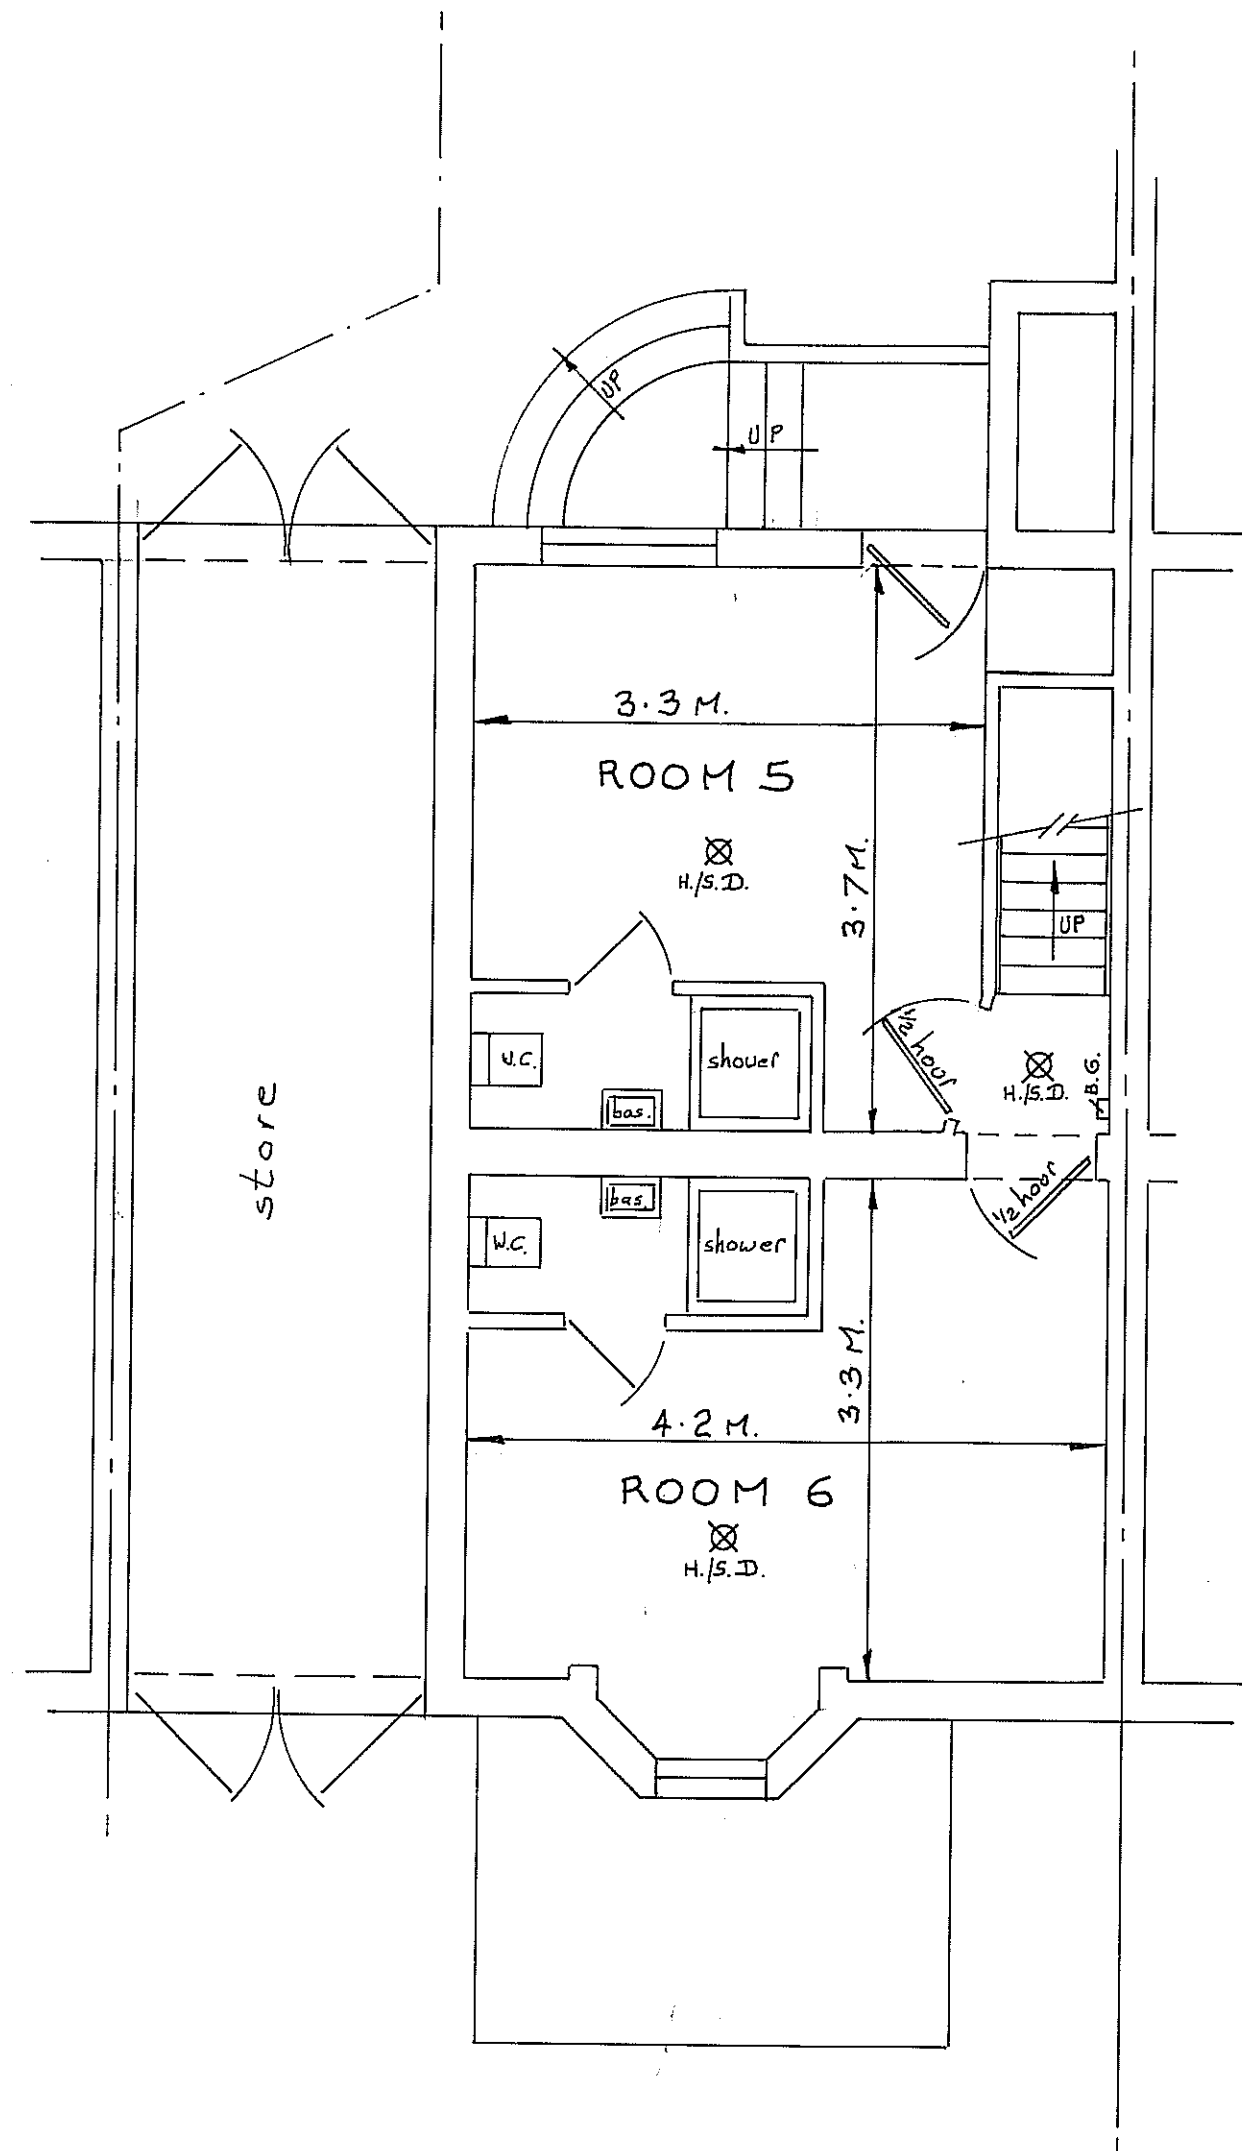 UP
UP
3.3 M.
ROOM 5
H./S.D.
3.7 M.
UP
W.C.
shower
bas.
1/2 hour
H./S.D.
B.G.
store
bas.
W.C.
shower
1/2 hour
3.3 M.
4.2 M.
ROOM 6
H./S.D.